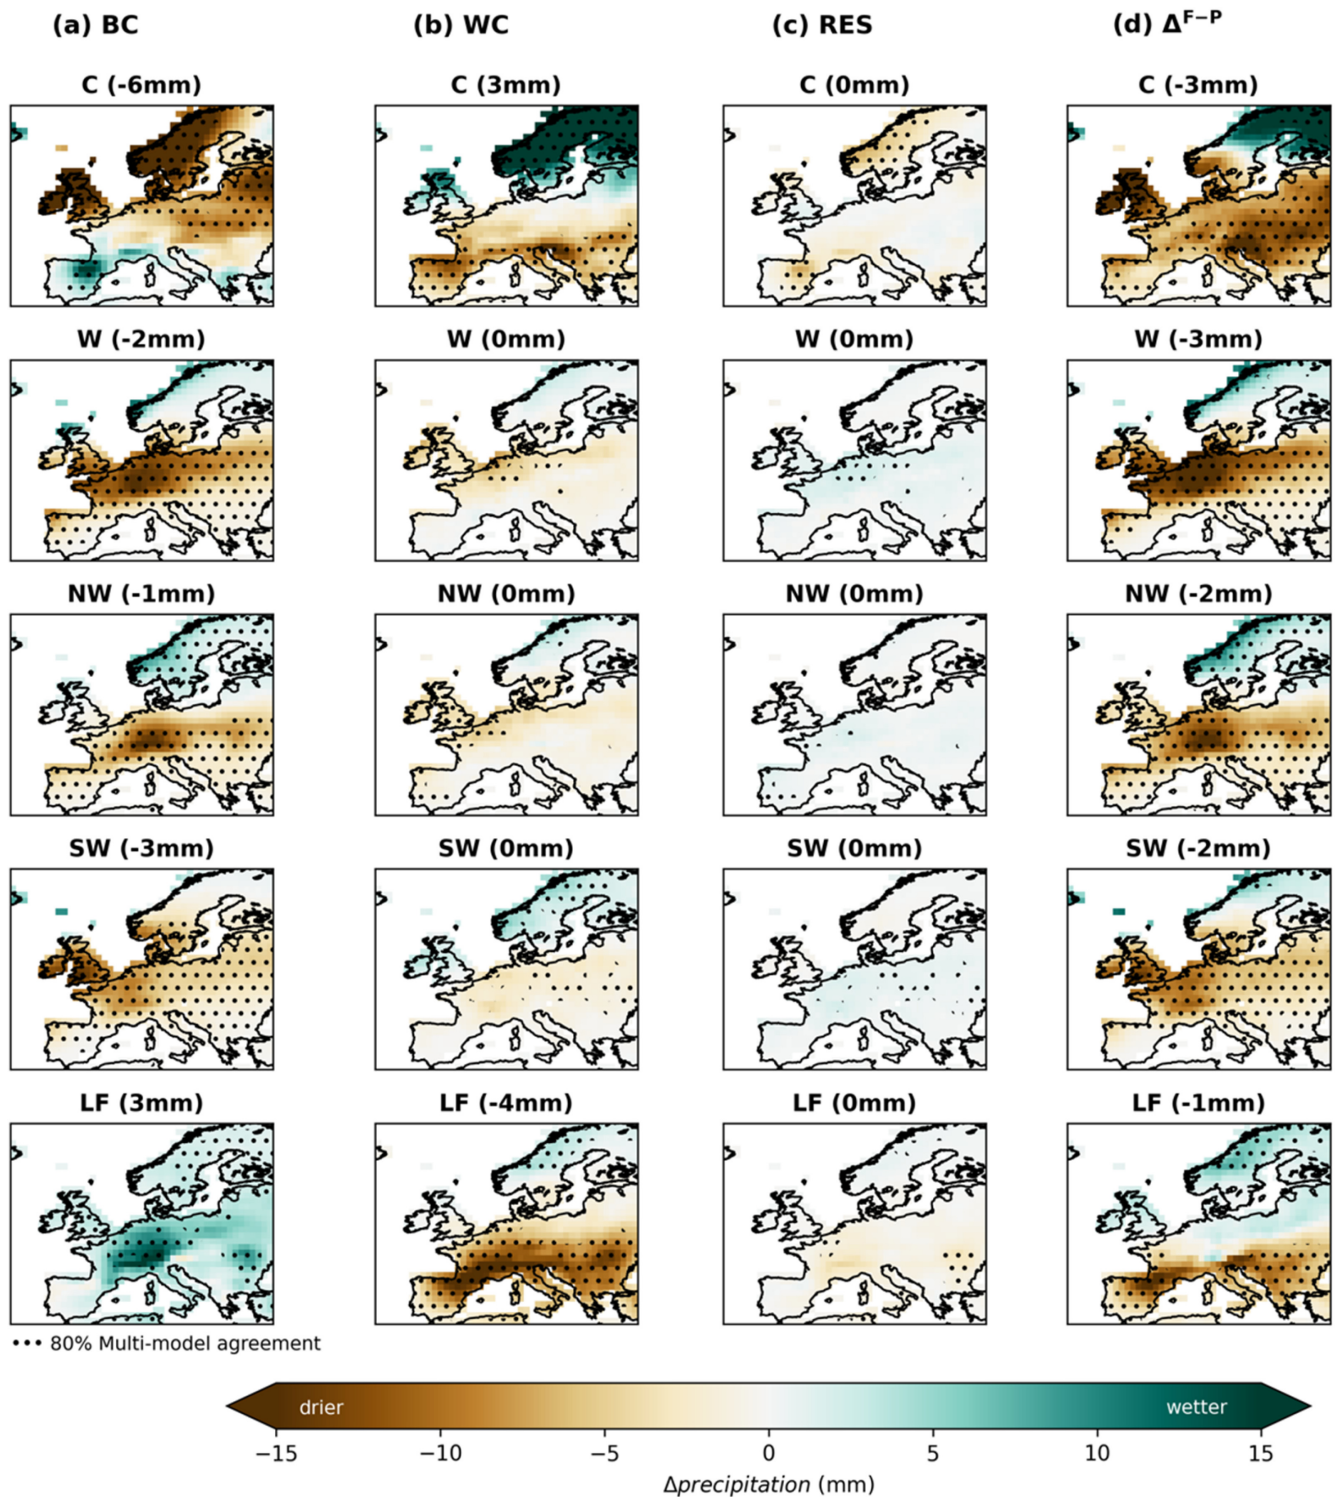 (a) BC (b) WC (c) RES (d) Δ^F−P
C (-6mm) C (3mm) C (0mm) C (-3mm)
W (-2mm) W (0mm) W (0mm) W (-3mm)
NW (-1mm) NW (0mm) NW (0mm) NW (-2mm)
SW (-3mm) SW (0mm) SW (0mm) SW (-2mm)
LF (3mm) LF (-4mm) LF (0mm) LF (-1mm)
••• 80% Multi-model agreement
drier wetter
−15 −10 −5 0 5 10 15
Δprecipitation (mm)